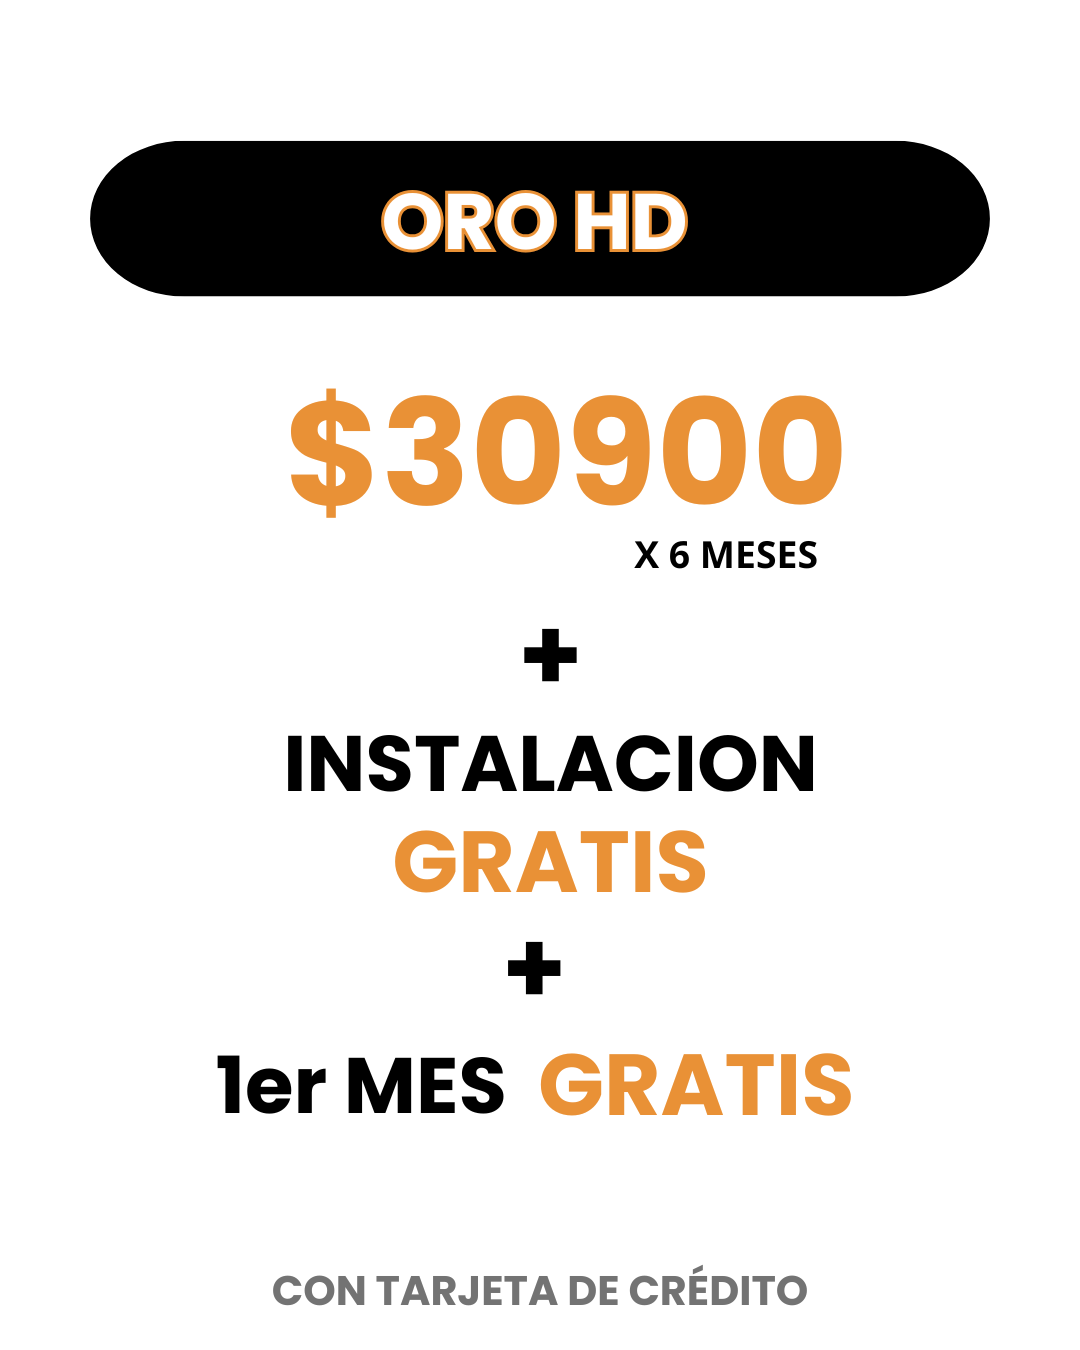 ORO HD
$30900
X 6 MESES
+
INSTALACION
GRATIS
+
1er MES GRATIS
CON TARJETA DE CRÉDITO